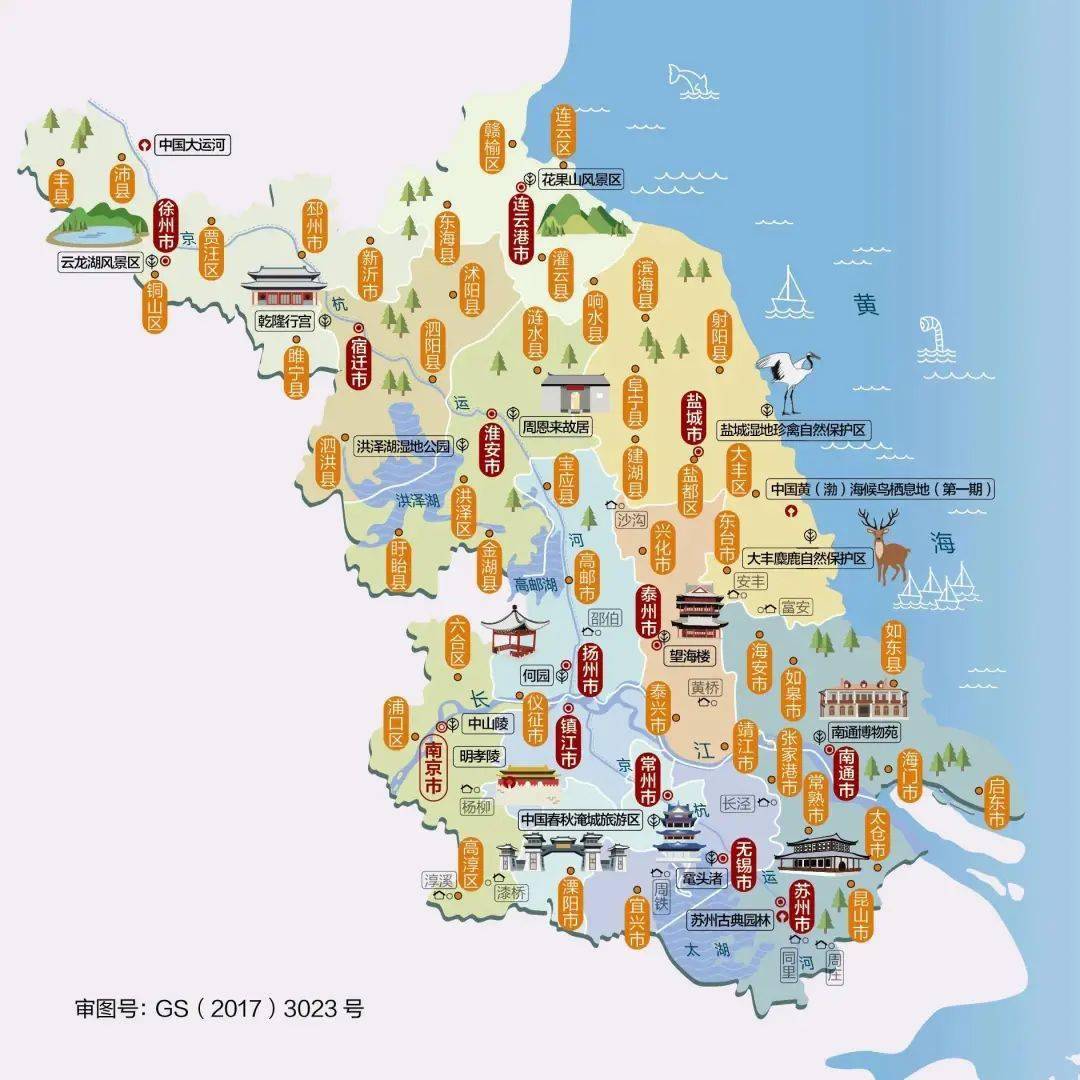 连云区
赣榆区
中国大运河
花果山风景区
丰县
沛县
徐州市
京
贾汪区
邳州市
东海县
连云港市
云龙湖风景区
铜山区
新沂市
沭阳县
灌云县
滨海县
响水县
杭
乾隆行宫
宿迁市
泗阳县
涟水县
射阳县
黄
睢宁县
阜宁县
运
盐城市
周恩来故居
盐城湿地珍禽自然保护区
淮安市
泗洪县
洪泽湖湿地公园
建湖县
大丰区
宝应县
盐都区
中国黄（渤）海候鸟栖息地（第一期）
洪泽湖
洪泽区
沙沟
兴化市
东台市
河
海
盱眙县
金湖县
高邮市
高邮湖
大丰麋鹿自然保护区
安丰
富安
泰州市
邵伯
六合区
望海楼
扬州市
何园
海安市
如皋市
如东县
黄桥
泰兴市
长
仪征市
浦口区
中山陵
镇江市
江
靖江市
张家港市
南通博物苑
南京市
明孝陵
京
常州市
南通市
海门市
启东市
杨柳
杭
长泾
常熟市
太仓市
中国春秋淹城旅游区
无锡市
鼋头渚
运
高淳区
淳溪
漆桥
溧阳市
宜兴市
周铁
苏州市
昆山市
苏州古典园林
太湖
同里
河
周庄
审图号：GS（2017）3023 号